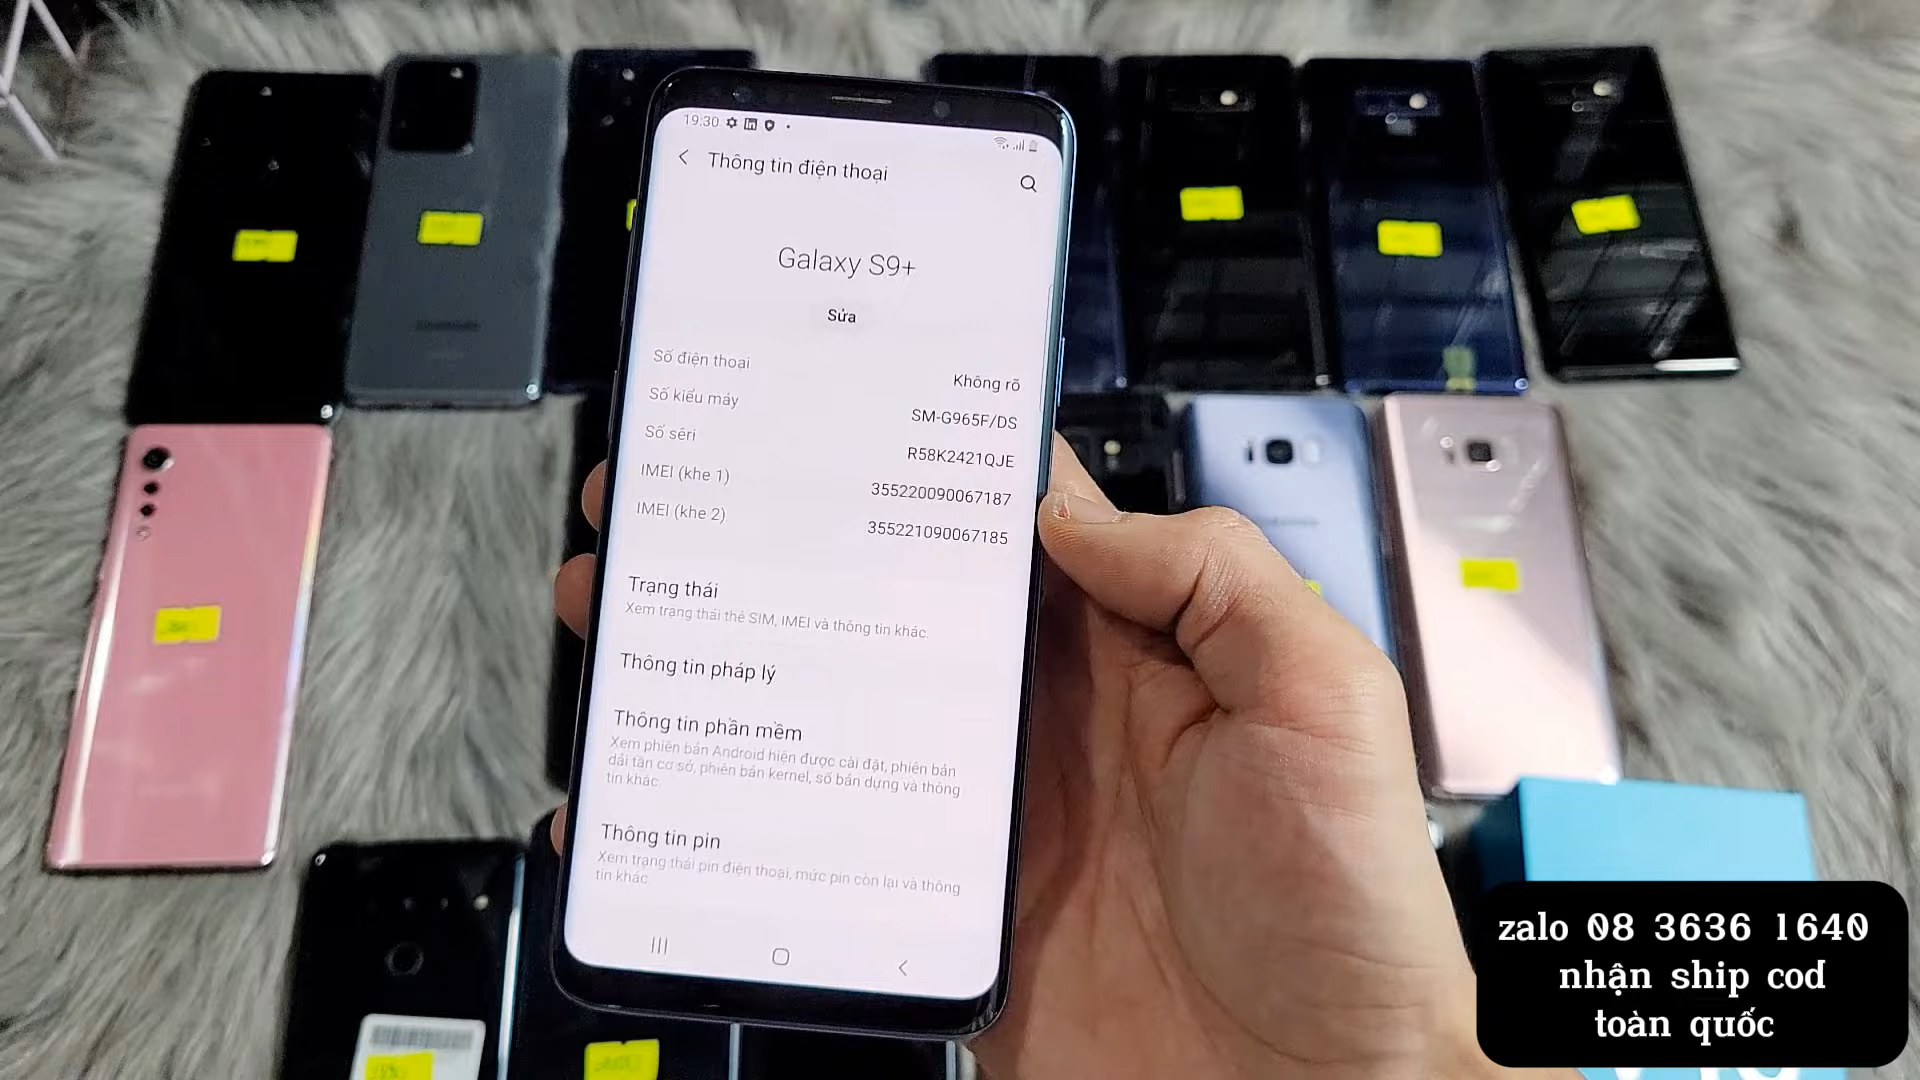 19:30
Thông tin điện thoại
Galaxy S9+
Sửa
Số điện thoại
Không rõ
Số kiểu máy
SM-G965F/DS
Số sêri
R58K2421QJE
IMEI (khe 1)
355220090067187
IMEI (khe 2)
355221090067185
Trạng thái
Xem trạng thái thẻ SIM, IMEI và thông tin khác.
Thông tin pháp lý
Thông tin phần mềm
Xem phiên bản Android hiện được cài đặt, phiên bản
dải tần cơ sở, phiên bản kernel, số bản dựng và thông
tin khác.
Thông tin pin
Xem trạng thái pin điện thoại, mức pin còn lại và thông
tin khác.
zalo 08 3636 1640
nhận ship cod
toàn quốc